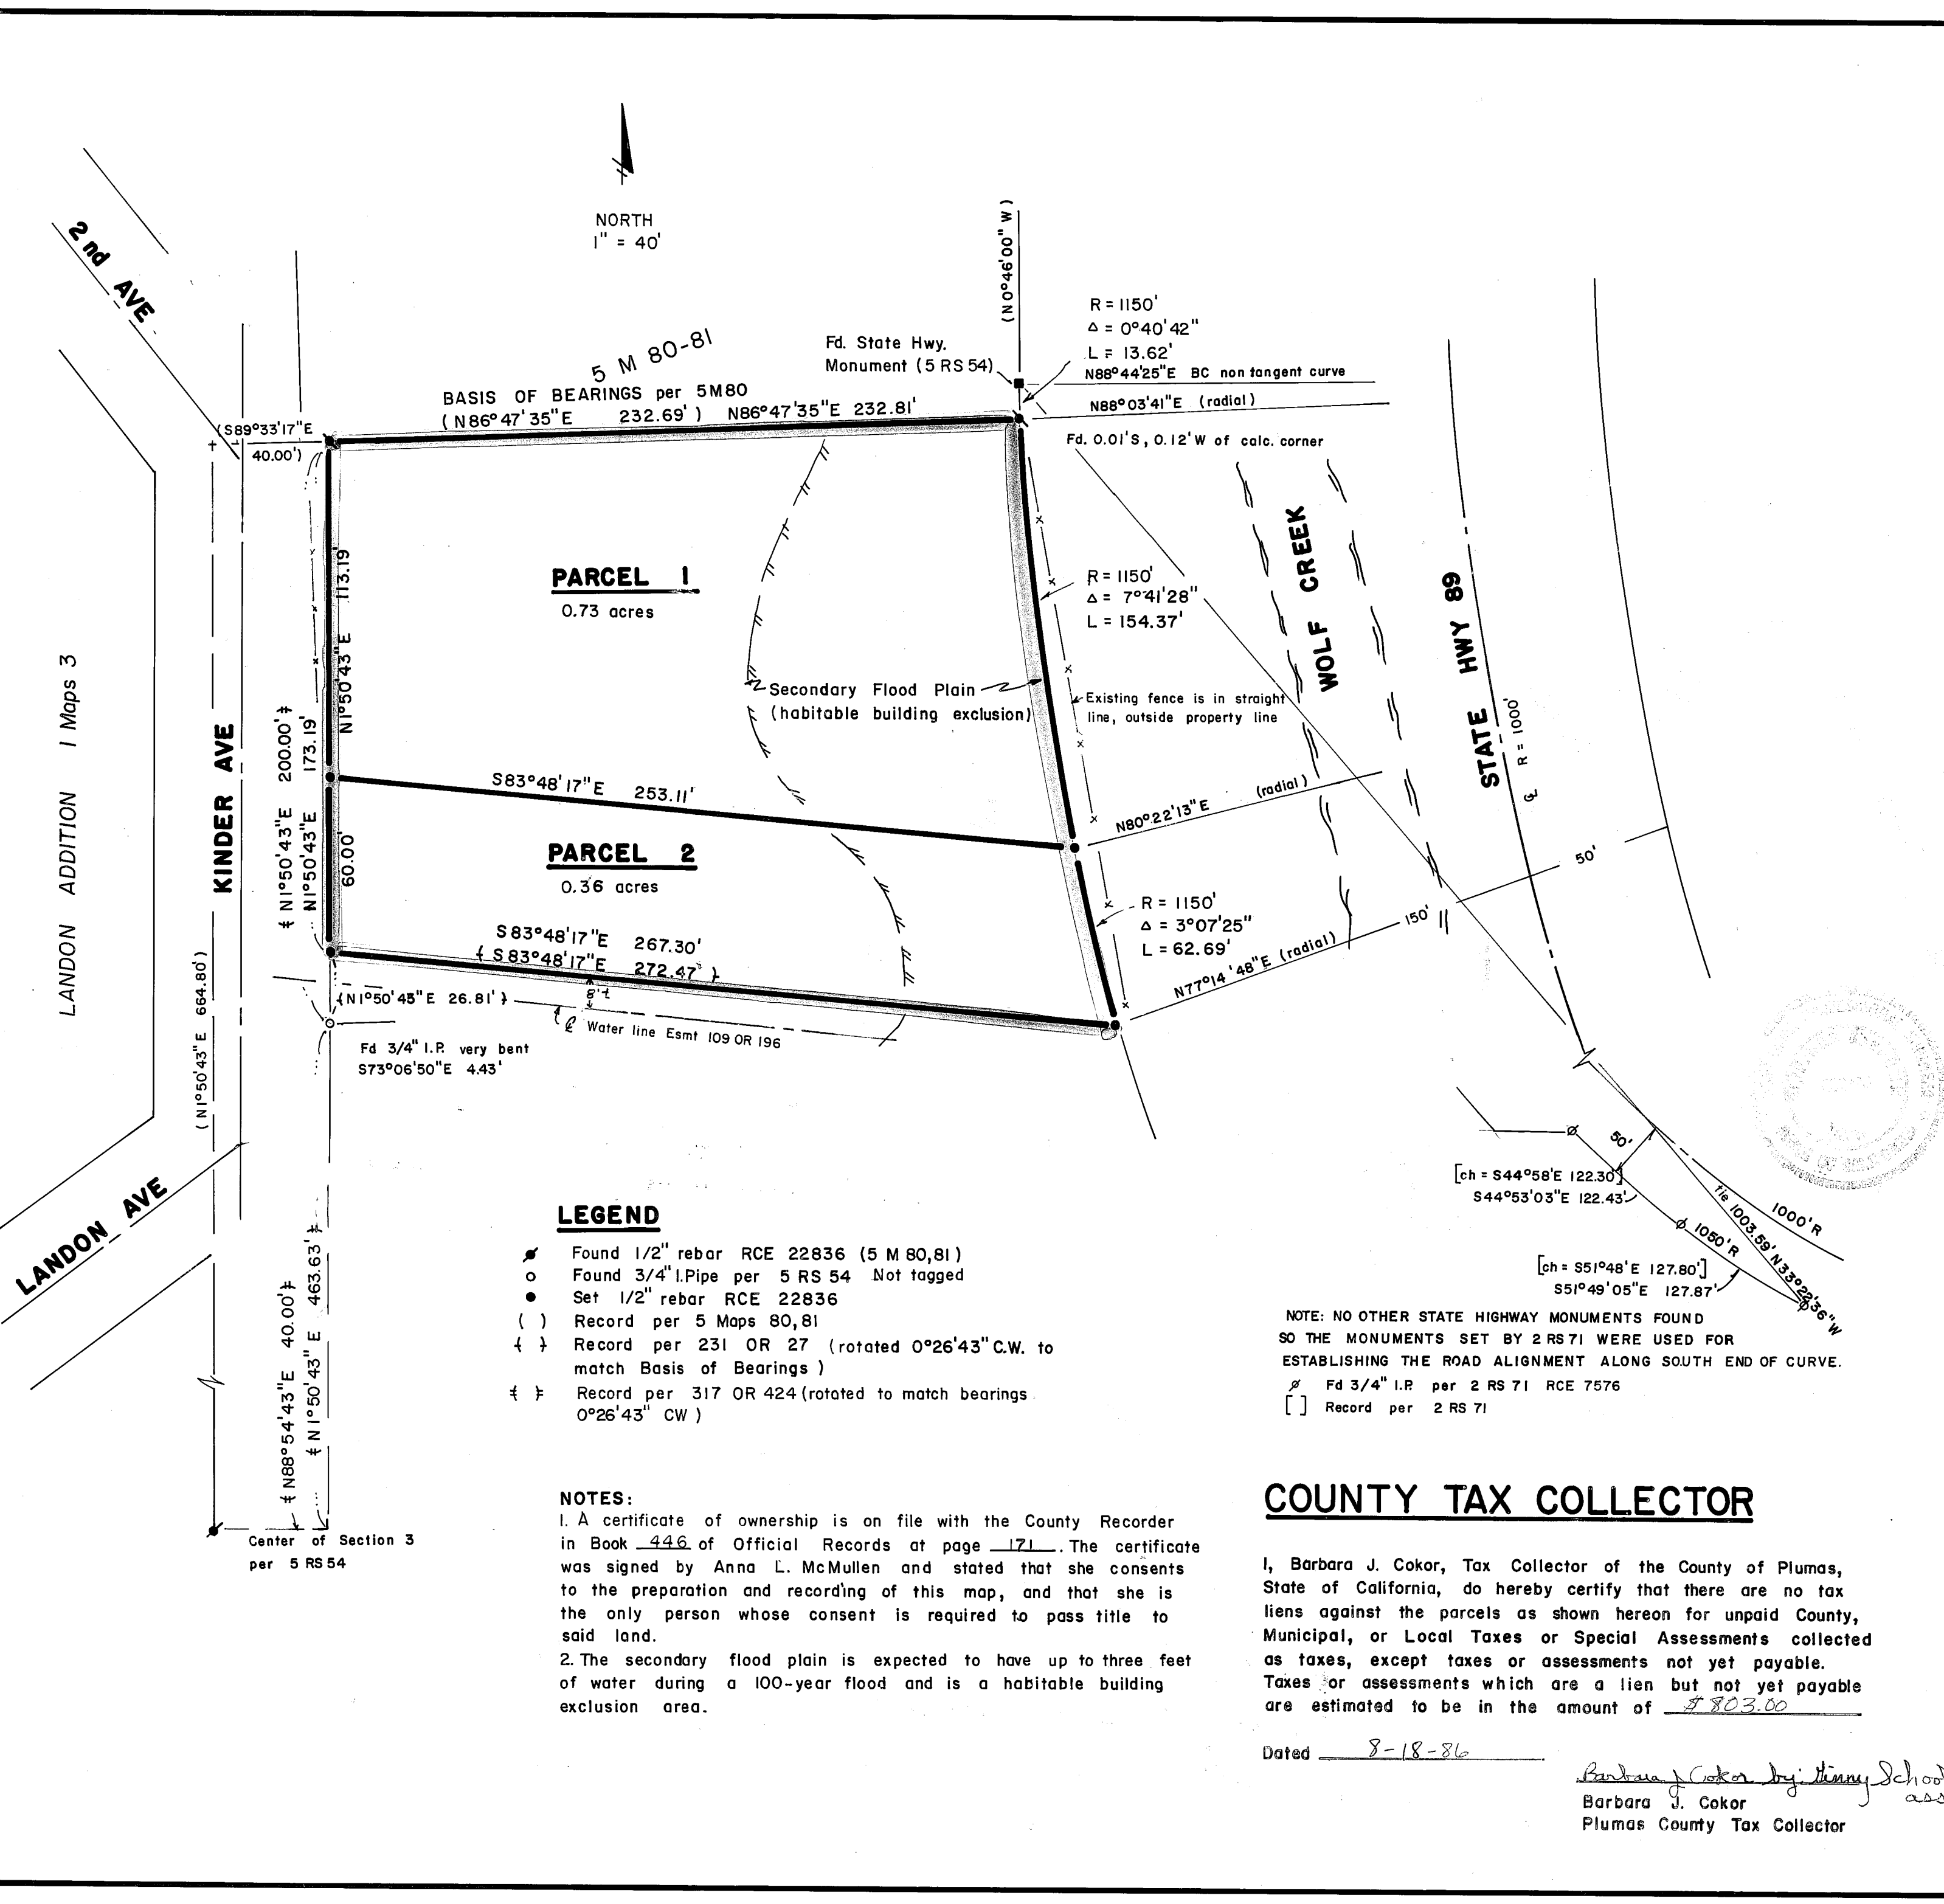 NORTH
1" = 40'
2nd AVE
5 M 80-81
BASIS OF BEARINGS per 5M80
(N86°47'35"E 232.69') N86°47'35"E 232.81'
Fd. State Hwy.
Monument (5 RS 54)
(N0°46'00"W)
R = 1150'
Δ = 0°40'42"
L = 13.62'
N88°44'25"E BC non tangent curve
N88°03'41"E (radial)
Fd. 0.01'S, 0.12'W of calc. corner
(S89°33'17"E
40.00')
N1°50'43"E 113.19'
PARCEL 1
0.73 acres
R = 1150'
Δ = 7°41'28"
L = 154.37'
WOLF CREEK
STATE HWY 89
℄ R = 1000'
LANDON ADDITION 1 Maps 3
KINDER AVE
{N1°50'43"E 200.00'}
N1°50'43"E 173.19'
Secondary Flood Plain
(habitable building exclusion)
Existing fence is in straight
line, outside property line
S83°48'17"E 253.11'
N80°22'13"E (radial)
60.00'
PARCEL 2
0.36 acres
50'
150'
R = 1150'
Δ = 3°07'25"
L = 62.69'
N77°14'48"E (radial)
S83°48'17"E 267.30'
{S83°48'17"E 272.47'}
{N1°50'43"E 26.81'}
8'±
℄ Water line Esmt 109 OR 196
Fd 3/4" I.P. very bent
S73°06'50"E 4.43'
(N1°50'43"E 664.80')
LANDON AVE
50'
[ch = S44°58'E 122.30']
S44°53'03"E 122.43'
tie 1003.59' N33°22'36"W
1000'R
1050'R
[ch = S51°48'E 127.80']
S51°49'05"E 127.87'
{N88°54'43"E 40.00'}
{N1°50'43"E 463.63'}
Center of Section 3
per 5 RS 54
LEGEND
Found 1/2" rebar RCE 22836 (5 M 80,81)
Found 3/4" I.Pipe per 5 RS 54 Not tagged
Set 1/2" rebar RCE 22836
( ) Record per 5 Maps 80,81
{ } Record per 231 OR 27 (rotated 0°26'43" C.W. to
match Basis of Bearings)
{ } Record per 317 OR 424 (rotated to match bearings
0°26'43" CW)
NOTE: NO OTHER STATE HIGHWAY MONUMENTS FOUND
SO THE MONUMENTS SET BY 2 RS 71 WERE USED FOR
ESTABLISHING THE ROAD ALIGNMENT ALONG SOUTH END OF CURVE.
Fd 3/4" I.P. per 2 RS 71 RCE 7576
[ ] Record per 2 RS 71
NOTES:
1. A certificate of ownership is on file with the County Recorder
in Book 446 of Official Records at page 171. The certificate
was signed by Anna L. McMullen and stated that she consents
to the preparation and recording of this map, and that she is
the only person whose consent is required to pass title to
said land.
2. The secondary flood plain is expected to have up to three feet
of water during a 100-year flood and is a habitable building
exclusion area.
COUNTY TAX COLLECTOR
I, Barbara J. Cokor, Tax Collector of the County of Plumas,
State of California, do hereby certify that there are no tax
liens against the parcels as shown hereon for unpaid County,
Municipal, or Local Taxes or Special Assessments collected
as taxes, except taxes or assessments not yet payable.
Taxes or assessments which are a lien but not yet payable
are estimated to be in the amount of $803.00
Dated 8-18-86
Barbara J Cokor by: Ginny School
ass
Barbara J. Cokor
Plumas County Tax Collector